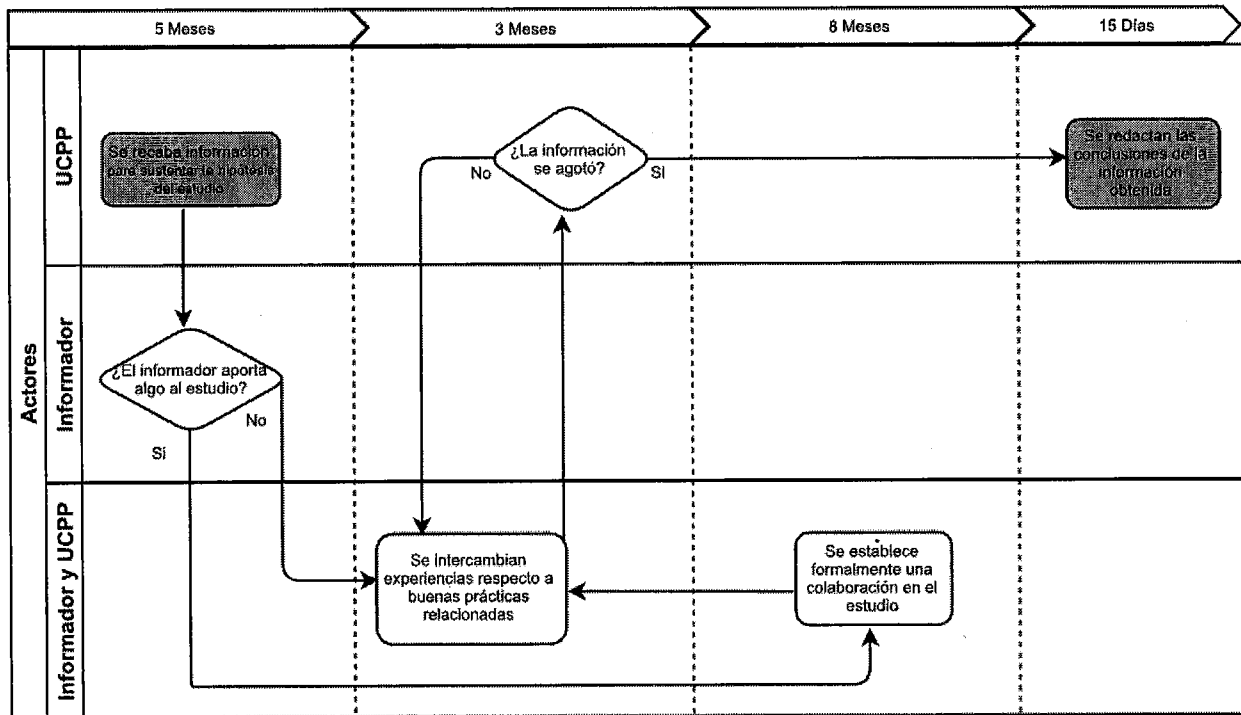 5 Meses
3 Meses
8 Meses
15 Días
Actores
UCPP
Se recaba información
para sustentar la hipótesis
del estudio
¿La información
se agotó?
No
Sí
Se redactan las
conclusiones de la
información
obtenida
Informador
¿El informador aporta
algo al estudio?
No
Sí
Informador y UCPP
Se intercambian
experiencias respecto a
buenas prácticas
relacionadas
Se establece
formalmente una
colaboración en el
estudio